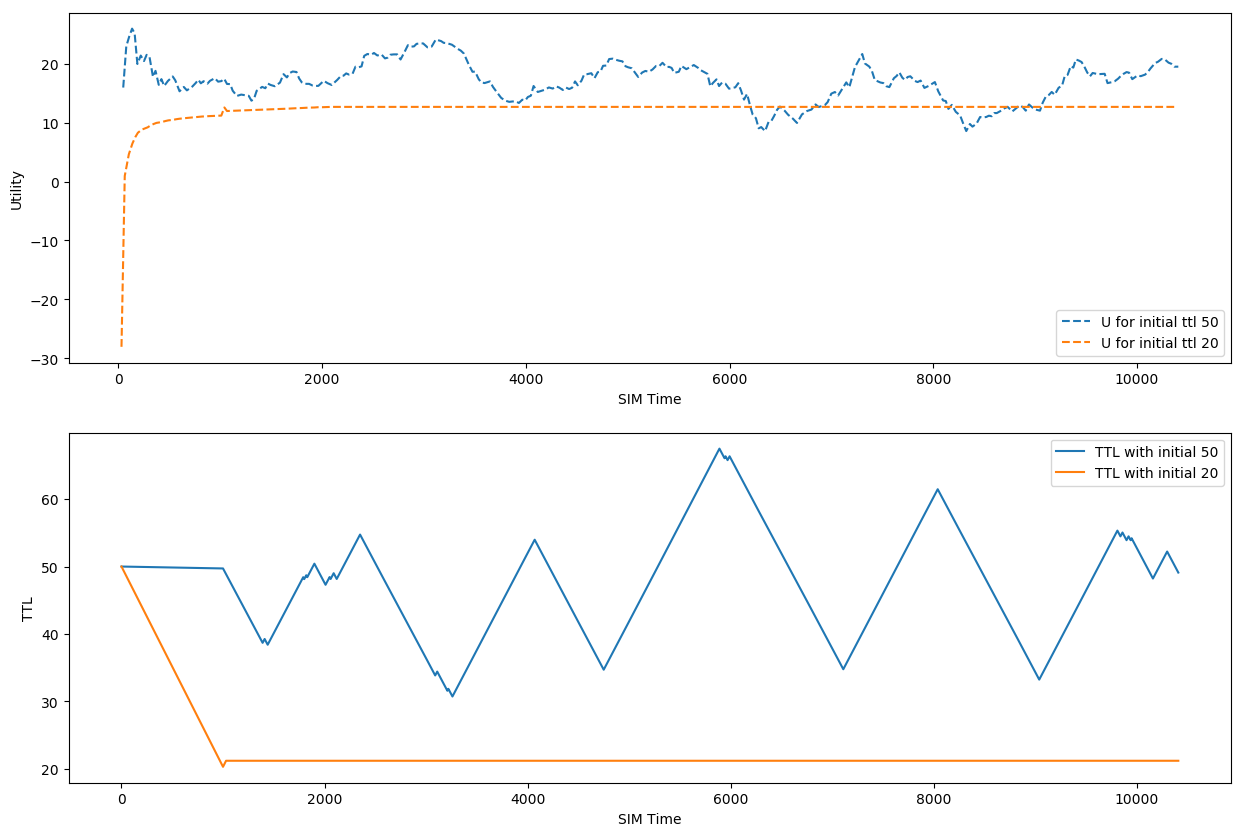 20
10
0
−10
−20
−30
Utility
0 2000 4000 6000 8000 10000
SIM Time
U for initial ttl 50
U for initial ttl 20
60
50
40
30
20
TTL
0 2000 4000 6000 8000 10000
SIM Time
TTL with initial 50
TTL with initial 20